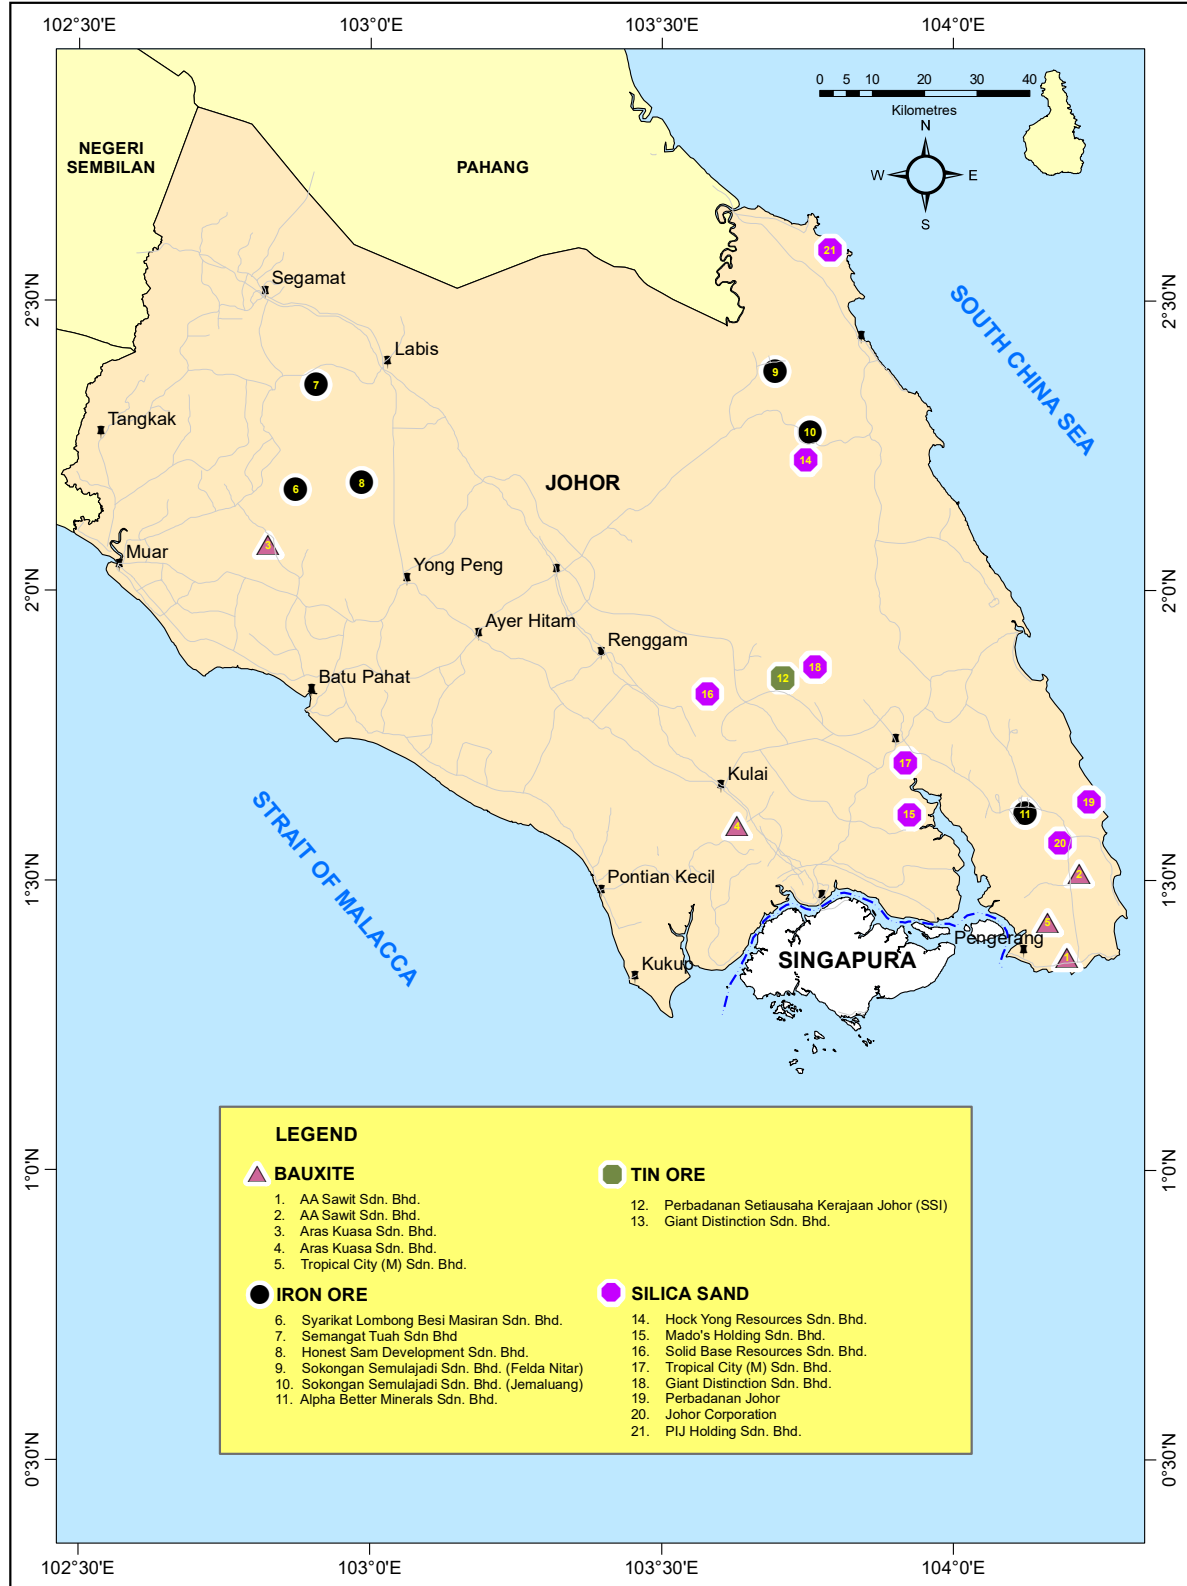 102°30'E 103°0'E 103°30'E 104°0'E
0 5 10 20 30 40
Kilometres
N
W E
S
NEGERI
SEMBILAN
PAHANG
21
Segamat
2°30'N 2°30'N
SOUTH CHINA SEA
Labis
9
7
Tangkak
10
14
JOHOR
8
6
3
Muar
Yong Peng
2°0'N 2°0'N
Ayer Hitam
Renggam
18
12
Batu Pahat
16
17
Kulai
19
11
15
4
20
STRAIT OF MALACCA
Pontian Kecil
2
1°30'N 1°30'N
5
Pengerang
SINGAPURA
1
Kukup
LEGEND
BAUXITE
1. AA Sawit Sdn. Bhd.
2. AA Sawit Sdn. Bhd.
3. Aras Kuasa Sdn. Bhd.
4. Aras Kuasa Sdn. Bhd.
5. Tropical City (M) Sdn. Bhd.
IRON ORE
6. Syarikat Lombong Besi Masiran Sdn. Bhd.
7. Semangat Tuah Sdn Bhd
8. Honest Sam Development Sdn. Bhd.
9. Sokongan Semulajadi Sdn. Bhd. (Felda Nitar)
10. Sokongan Semulajadi Sdn. Bhd. (Jemaluang)
11. Alpha Better Minerals Sdn. Bhd.
TIN ORE
12. Perbadanan Setiausaha Kerajaan Johor (SSI)
13. Giant Distinction Sdn. Bhd.
SILICA SAND
14. Hock Yong Resources Sdn. Bhd.
15. Mado's Holding Sdn. Bhd.
16. Solid Base Resources Sdn. Bhd.
17. Tropical City (M) Sdn. Bhd.
18. Giant Distinction Sdn. Bhd.
19. Perbadanan Johor
20. Johor Corporation
21. PIJ Holding Sdn. Bhd.
1°0'N 1°0'N
0°30'N 0°30'N
102°30'E 103°0'E 103°30'E 104°0'E